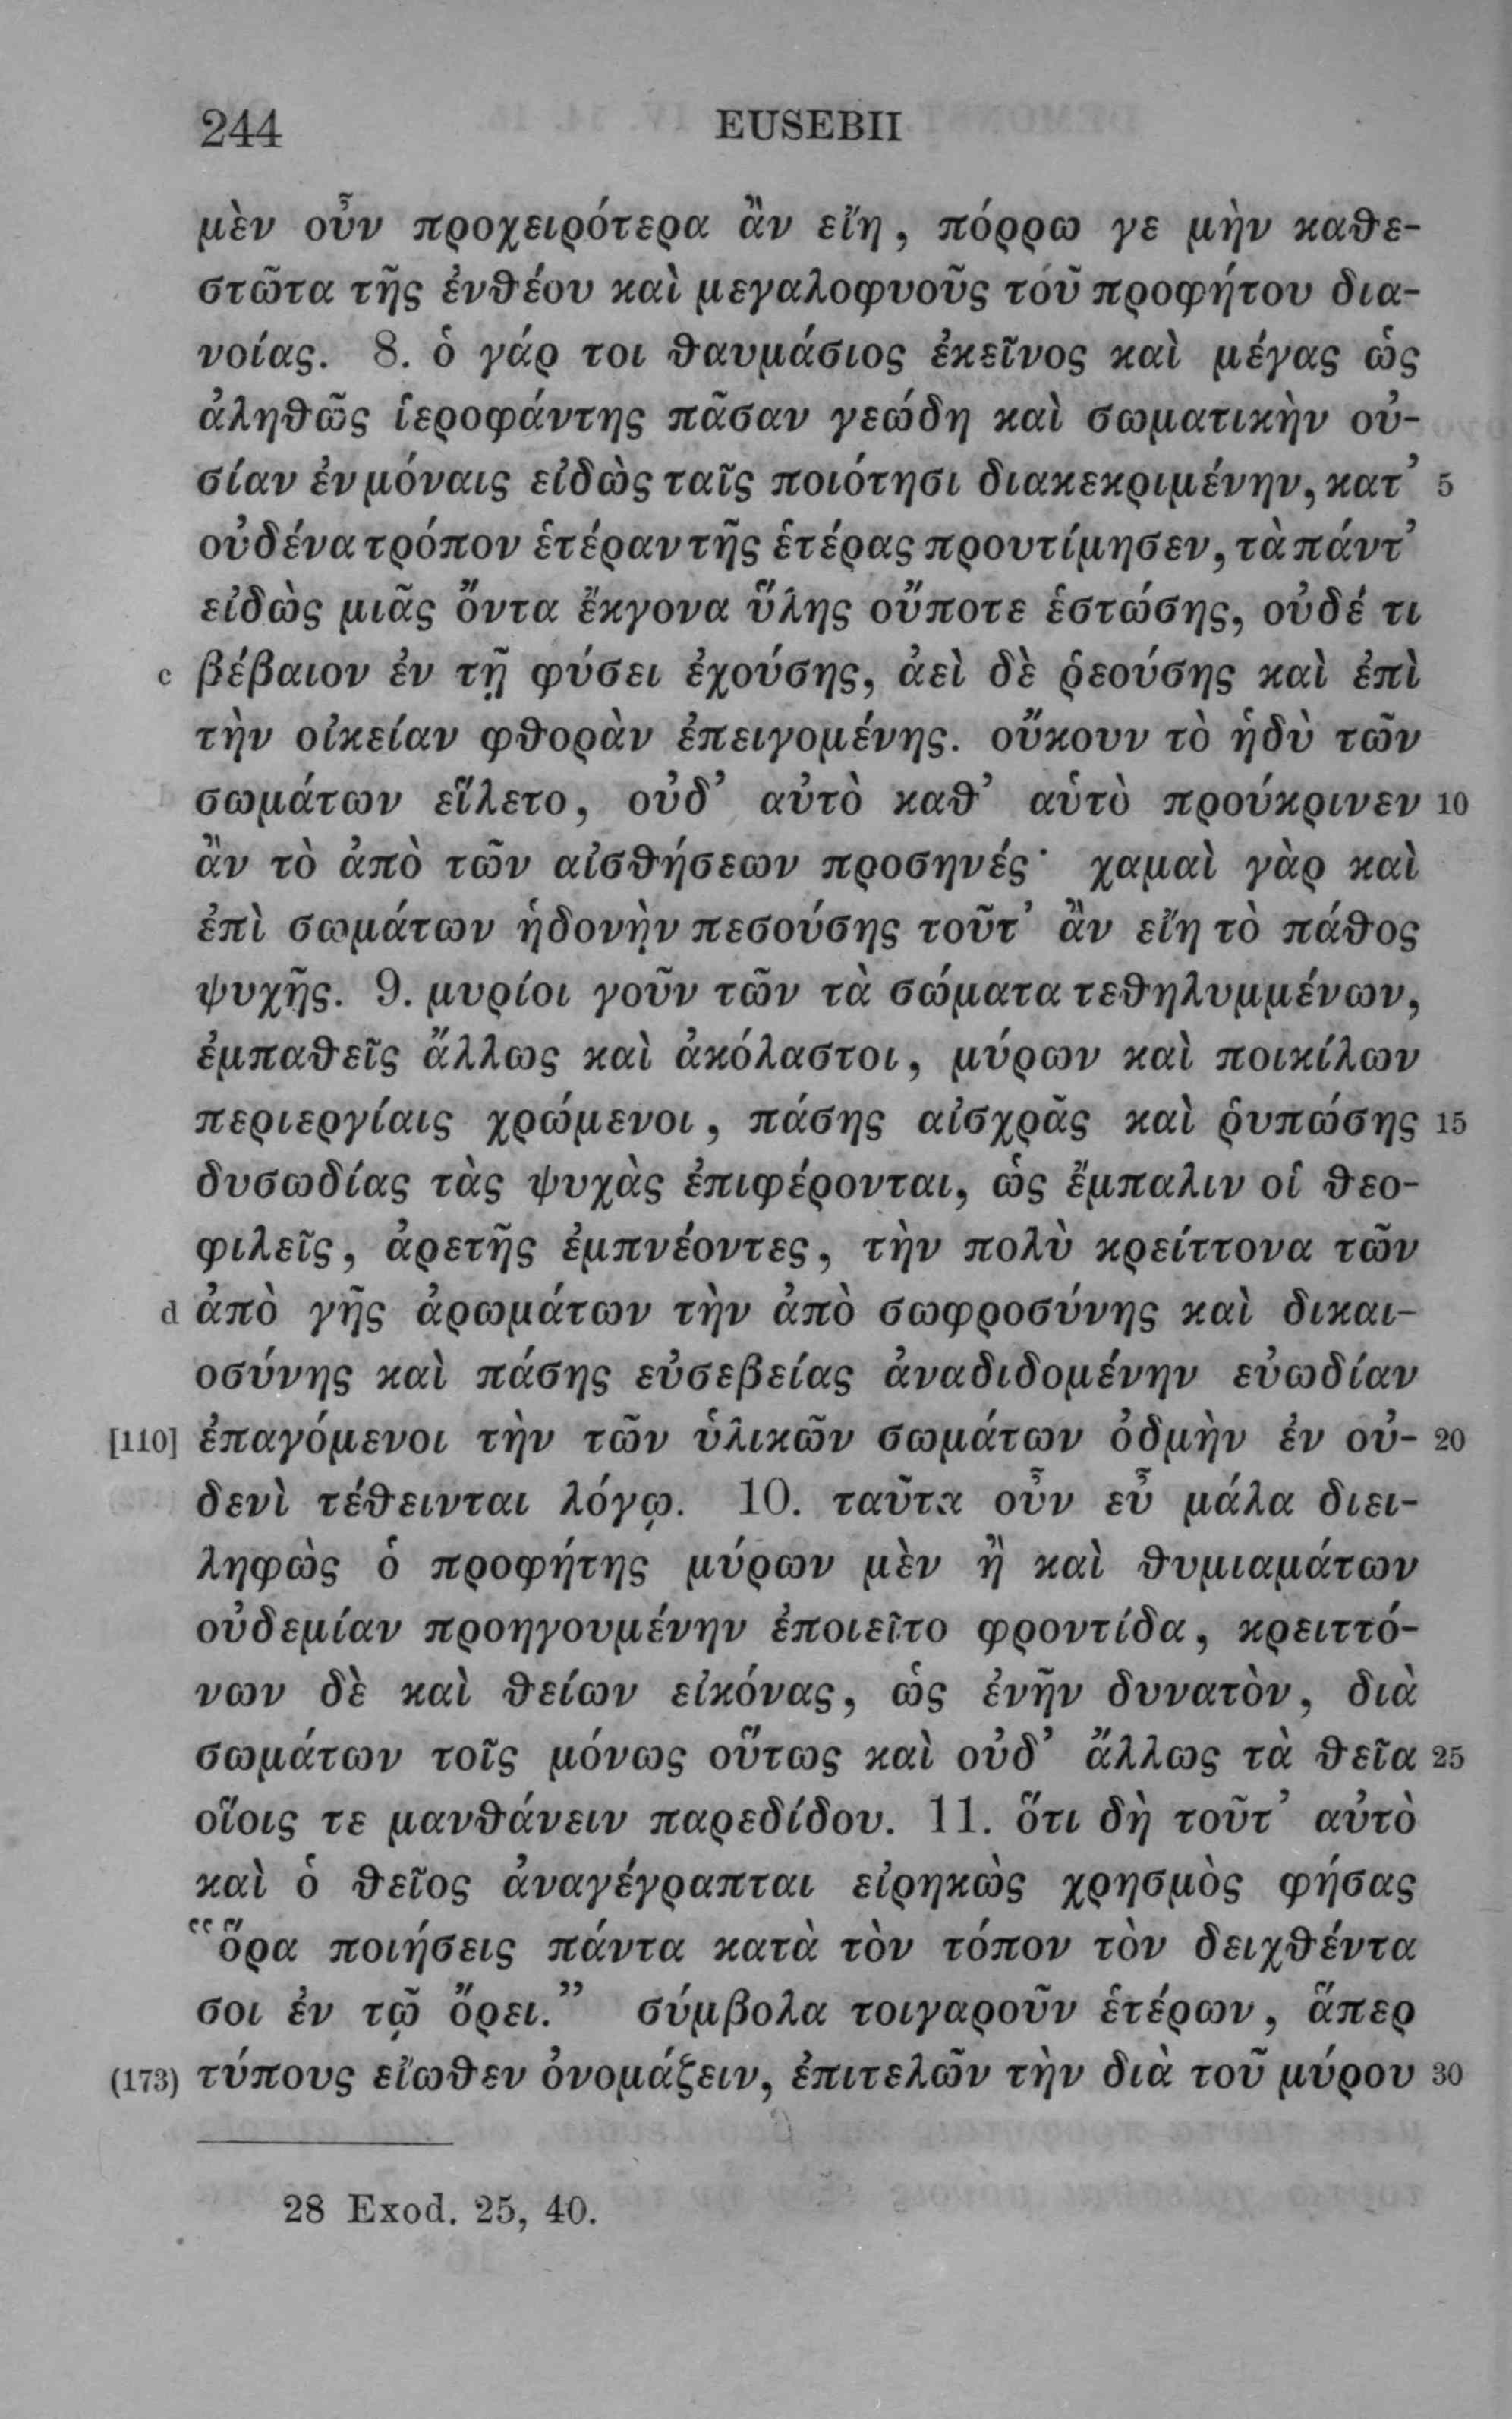 244 EUSEBII
μὲν οὖν προχειρότερα ἂν εἴη, πόρρω γε μὴν καθε-
στῶτα τῆς ἐνθέου καὶ μεγαλοφυοῦς τοῦ προφήτου δια-
νοίας. 8. ὁ γάρ τοι θαυμάσιος ἐκεῖνος καὶ μέγας ὡς
ἀληθῶς ἱεροφάντης πᾶσαν γεώδη καὶ σωματικὴν οὐ-
σίαν ἐν μόναις εἰδὼς ταῖς ποιότησι διακεκριμένην, κατ’ 5
οὐδένα τρόπον ἑτέραν τῆς ἑτέρας προυτίμησεν, τὰ πάντ’
εἰδὼς μιᾶς ὄντα ἔκγονα ὕλης οὔποτε ἑστώσης, οὐδέ τι
c βέβαιον ἐν τῇ φύσει ἐχούσης, ἀεὶ δὲ ῥεούσης καὶ ἐπὶ
τὴν οἰκείαν φθορὰν ἐπειγομένης. οὔκουν τὸ ἡδὺ τῶν
σωμάτων εἵλετο, οὐδ’ αὐτὸ καθ’ αὑτὸ προύκρινεν 10
ἂν τὸ ἀπὸ τῶν αἰσθήσεων προσηνές· χαμαὶ γὰρ καὶ
ἐπὶ σωμάτων ἡδονὴν πεσούσης τοῦτ’ ἂν εἴη τὸ πάθος
ψυχῆς. 9. μυρίοι γοῦν τῶν τὰ σώματα τεθηλυμμένων,
ἐμπαθεῖς ἄλλως καὶ ἀκόλαστοι, μύρων καὶ ποικίλων
περιεργίαις χρώμενοι, πάσης αἰσχρᾶς καὶ ῥυπώσης 15
δυσωδίας τὰς ψυχὰς ἐπιφέρονται, ὡς ἔμπαλιν οἱ θεο-
φιλεῖς, ἀρετῆς ἐμπνέοντες, τὴν πολὺ κρείττονα τῶν
d ἀπὸ γῆς ἀρωμάτων τὴν ἀπὸ σωφροσύνης καὶ δικαι-
οσύνης καὶ πάσης εὐσεβείας ἀναδιδομένην εὐωδίαν
[110] ἐπαγόμενοι τὴν τῶν ὑλικῶν σωμάτων ὀδμὴν ἐν οὐ- 20
δενὶ τέθεινται λόγῳ. 10. ταῦτα οὖν εὖ μάλα διει-
ληφὼς ὁ προφήτης μύρων μὲν ἢ καὶ θυμιαμάτων
οὐδεμίαν προηγουμένην ἐποιεῖτο φροντίδα, κρειττό-
νων δὲ καὶ θείων εἰκόνας, ὡς ἐνῆν δυνατὸν, διὰ
σωμάτων τοῖς μόνως οὕτως καὶ οὐδ’ ἄλλως τὰ θεῖα 25
οἵοις τε μανθάνειν παρεδίδου. 11. ὅτι δὴ τοῦτ’ αὐτὸ
καὶ ὁ θεῖος ἀναγέγραπται εἰρηκὼς χρησμὸς φήσας
“ὅρα ποιήσεις πάντα κατὰ τὸν τόπον τὸν δειχθέντα
σοι ἐν τῷ ὄρει.” σύμβολα τοιγαροῦν ἑτέρων, ἅπερ
(173) τύπους εἴωθεν ὀνομάζειν, ἐπιτελῶν τὴν διὰ τοῦ μύρου 30
28 Exod. 25, 40.